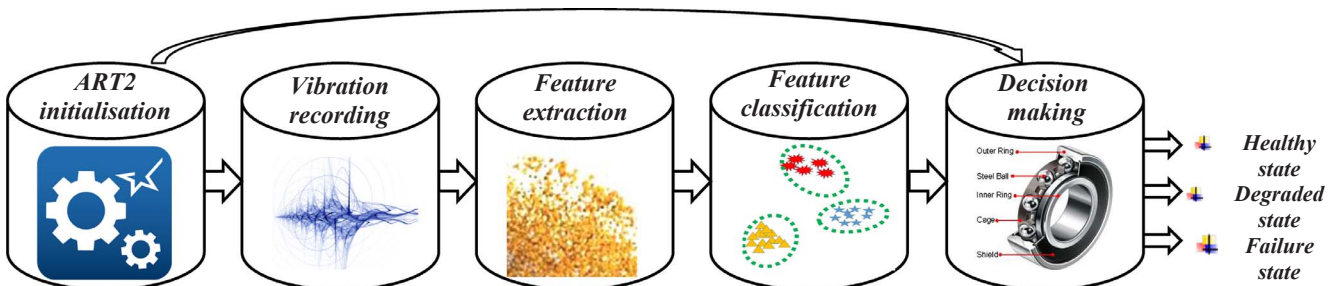 ART2
initialisation
Vibration
recording
Feature
extraction
Feature
classification
Decision
making
Outer Ring
Steel Ball
Inner Ring
Cage
Shield
Healthy
state
Degraded
state
Failure
state